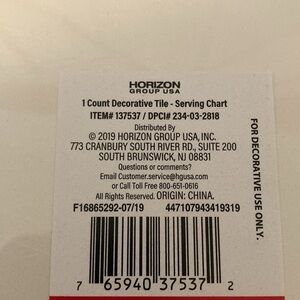 HORIZON
GROUP USA
1 Count Decorative Tile - Serving Chart
ITEM# 137537 / DPCI# 234-03-2818
Distributed By
© 2019 HORIZON GROUP USA, INC.
773 CRANBURY SOUTH RIVER RD., SUITE 200
SOUTH BRUNSWICK, NJ 08831
Questions or comments?
Email Customer.service@hgusa.com
or Call Toll Free 800-651-0616
All Rights Reserved. ORIGIN: CHINA.
F16865292-07/19 447107943419319
7 65940 37537 2
FOR DECORATIVE USE ONLY.